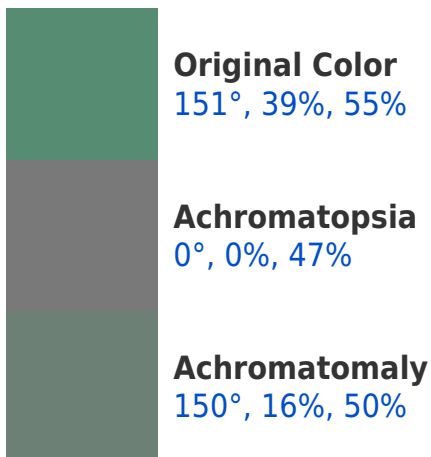 Original Color
151°, 39%, 55%
Achromatopsia
0°, 0%, 47%
Achromatomaly
150°, 16%, 50%